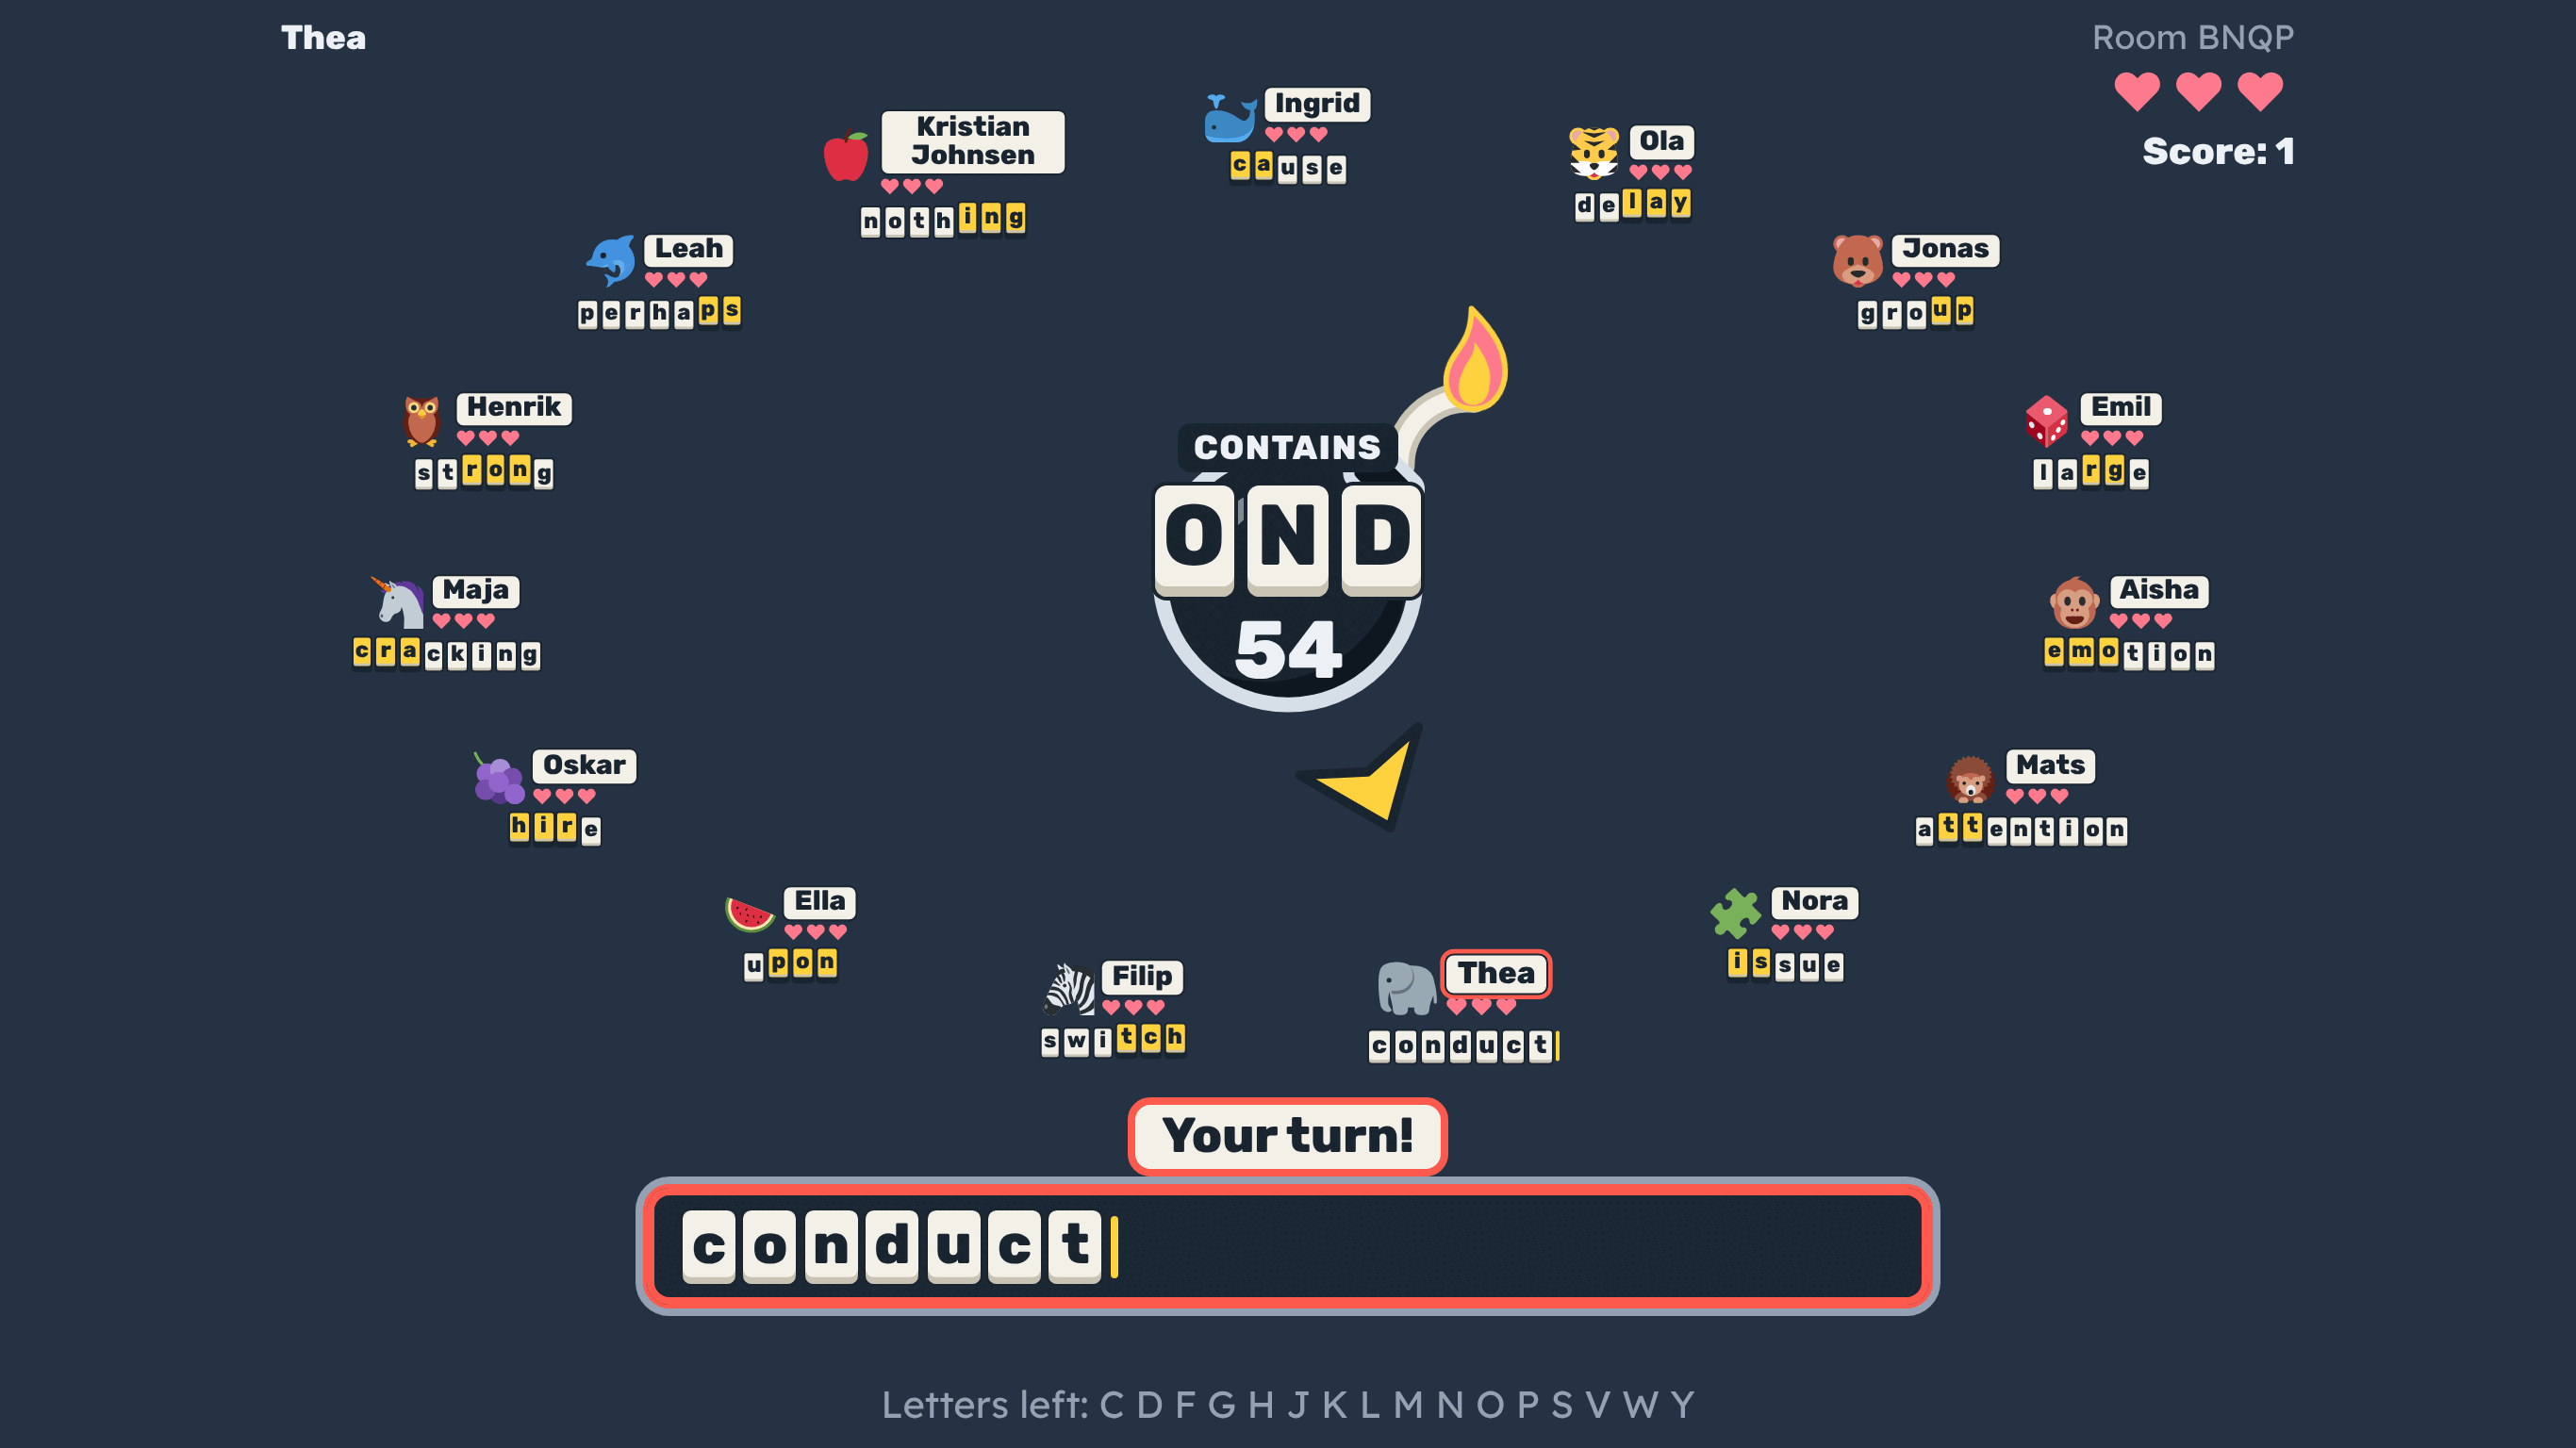 Thea
Room BNQP
Score: 1
Ingrid
cause
Kristian
Johnsen
nothing
Ola
delay
Leah
perhaps
Jonas
group
Henrik
strong
Emil
large
CONTAINS
OND
54
Maja
cracking
Aisha
emotion
Oskar
hire
Mats
attention
Ella
upon
Nora
issue
Filip
switch
Thea
conduct
Your turn!
conduct
Letters left: C D F G H J K L M N O P S V W Y